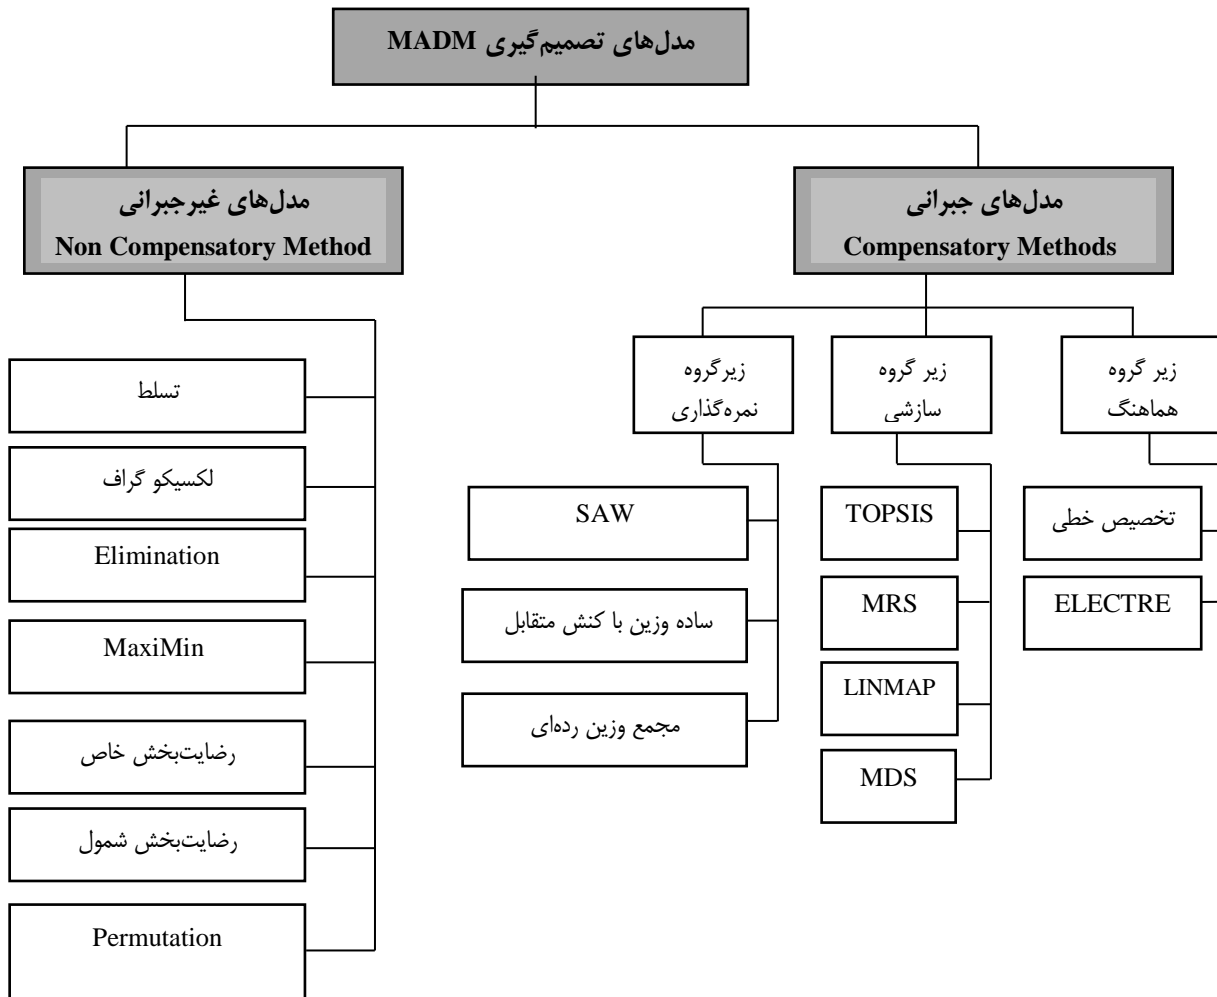 مدل‌های تصمیم‌گیری MADM
مدل‌های جبرانی
Compensatory Methods
مدل‌های غیرجبرانی
Non Compensatory Method
زیر گروه
هماهنگ
زیر گروه
سازشی
زیرگروه
نمره‌گذاری
تخصیص خطی
ELECTRE
TOPSIS
MRS
LINMAP
MDS
SAW
ساده وزین با کنش متقابل
مجمع وزین رده‌ای
تسلط
لکسیکو گراف
Elimination
MaxiMin
رضایت‌بخش خاص
رضایت‌بخش شمول
Permutation